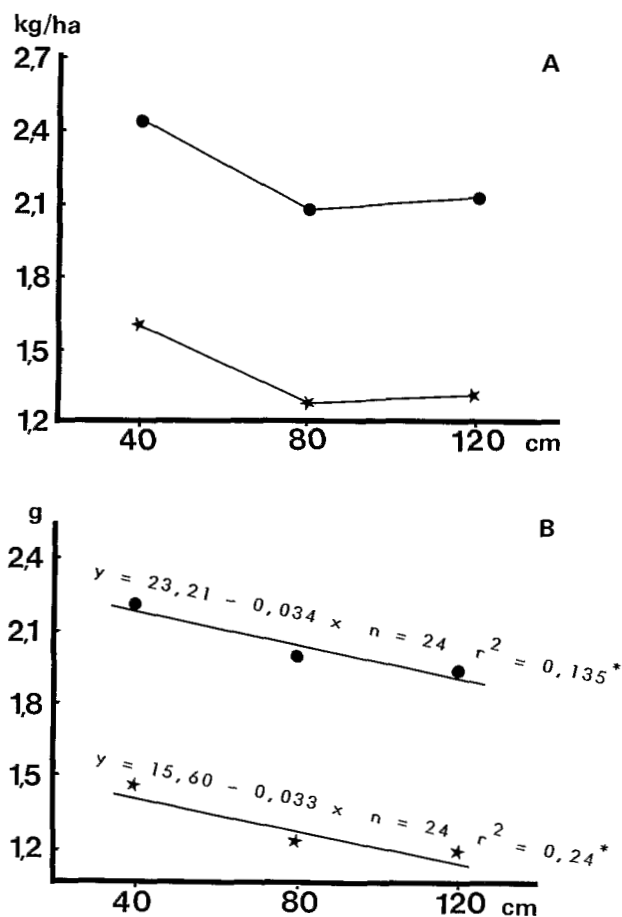 kg/ha
A
2,7
2,4
2,1
1,8
1,5
1,2
40 80 120 cm
g
B
2,4
y = 23,21 - 0,034 x n = 24 r² = 0,135*
2,1
1,8
y = 15,60 - 0,033 x n = 24 r² = 0,24*
1,5
1,2
40 80 120 cm